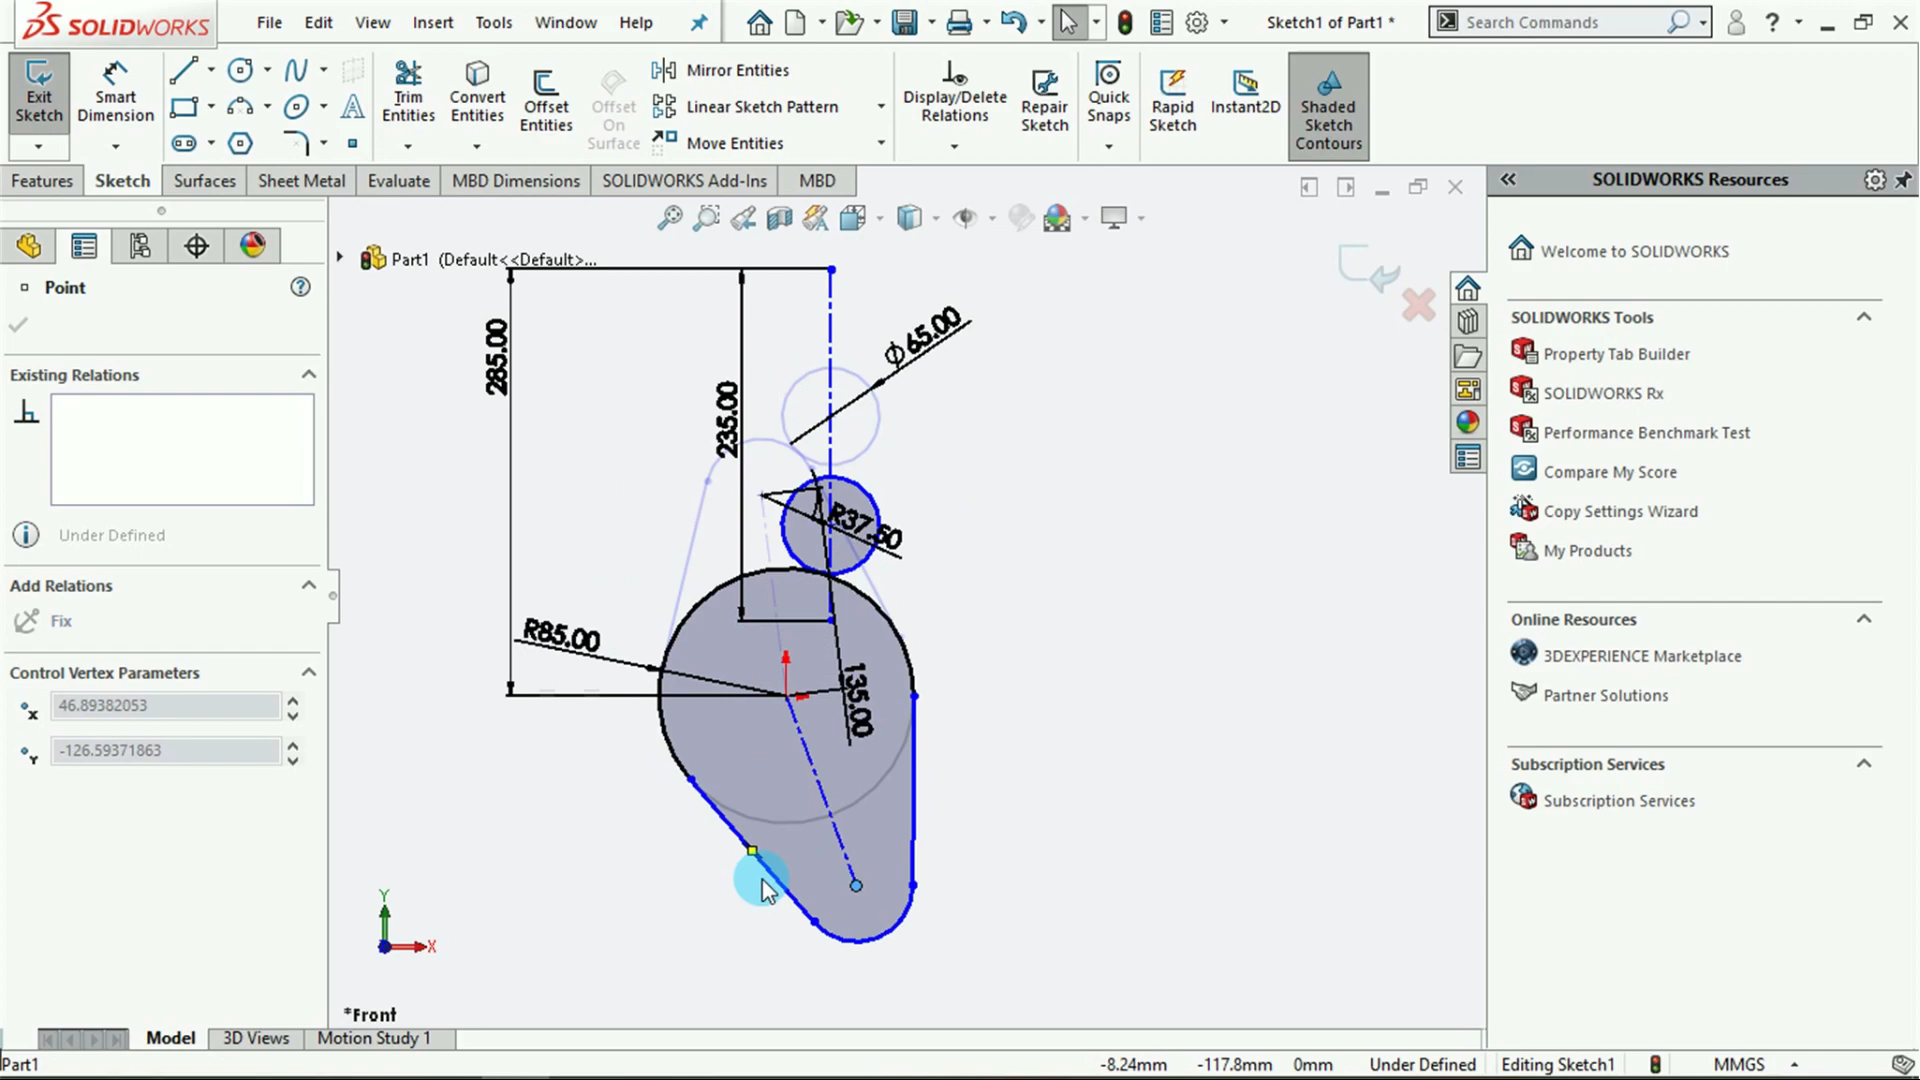 SOLIDWORKS
File Edit View Insert Tools Window Help
Sketch1 of Part1 *
Search Commands
Exit Sketch
Smart Dimension
Trim Entities
Convert Entities
Offset Entities
Offset On Surface
Mirror Entities
Linear Sketch Pattern
Move Entities
Display/Delete Relations
Repair Sketch
Quick Snaps
Rapid Sketch
Instant2D
Shaded Sketch Contours
Features Sketch Surfaces Sheet Metal Evaluate MBD Dimensions SOLIDWORKS Add-Ins MBD
SOLIDWORKS Resources
Point
Existing Relations
Under Defined
Add Relations
Fix
Control Vertex Parameters
X 46.89382053
Y -126.59371863
Part1 (Default<<Default>...
285.00
235.00
Φ65.00
R37.50
R85.00
135.00
Y
X
*Front
Welcome to SOLIDWORKS
SOLIDWORKS Tools
Property Tab Builder
SOLIDWORKS Rx
Performance Benchmark Test
Compare My Score
Copy Settings Wizard
My Products
Online Resources
3DEXPERIENCE Marketplace
Partner Solutions
Subscription Services
Subscription Services
Model 3D Views Motion Study 1
Part1
-8.24mm -117.8mm 0mm Under Defined Editing Sketch1 MMGS